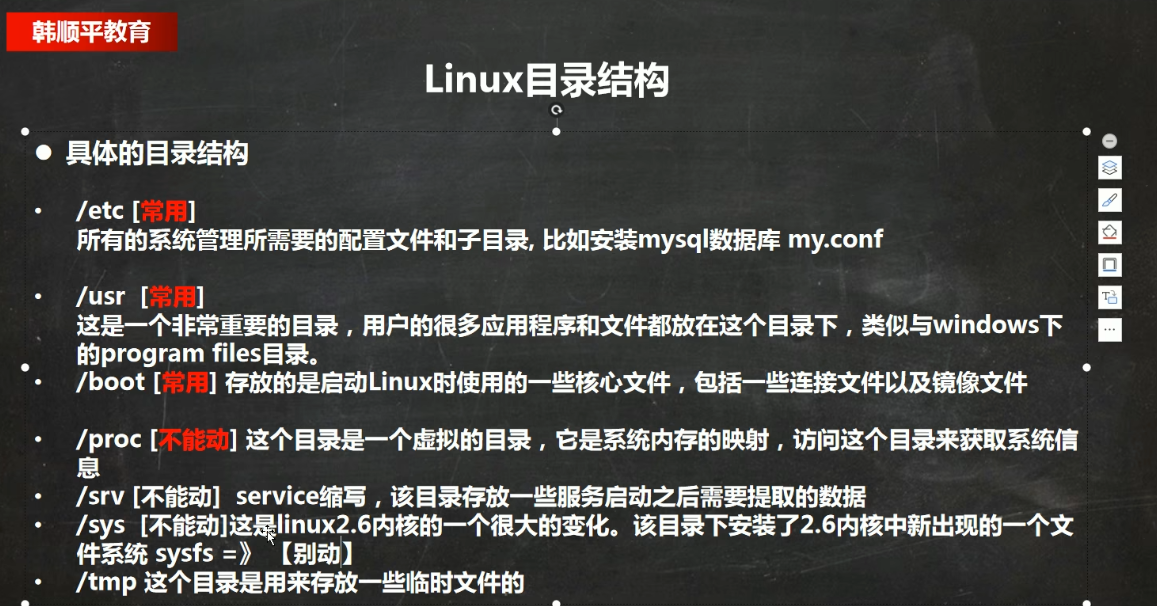 韩顺平教育
Linux目录结构
● 具体的目录结构
• /etc [常用]
所有的系统管理所需要的配置文件和子目录, 比如安装mysql数据库 my.conf
• /usr [常用]
这是一个非常重要的目录，用户的很多应用程序和文件都放在这个目录下，类似与windows下
的program files目录。
• /boot [常用] 存放的是启动Linux时使用的一些核心文件，包括一些连接文件以及镜像文件
• /proc [不能动] 这个目录是一个虚拟的目录，它是系统内存的映射，访问这个目录来获取系统信
息
• /srv [不能动] service缩写，该目录存放一些服务启动之后需要提取的数据
• /sys [不能动]这是linux2.6内核的一个很大的变化。该目录下安装了2.6内核中新出现的一个文
件系统 sysfs =》 【别动】
• /tmp 这个目录是用来存放一些临时文件的